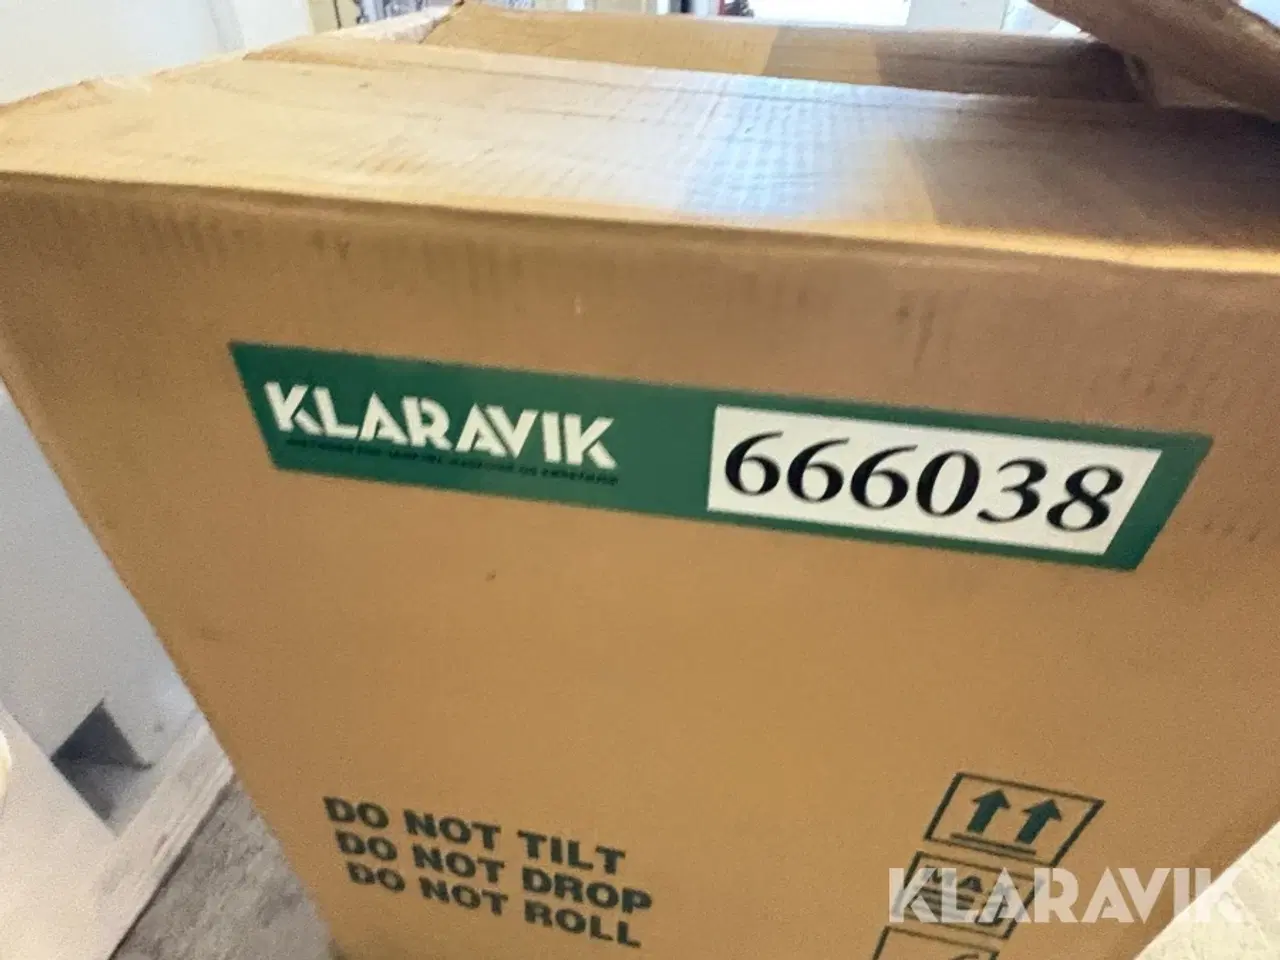 KLARAVIK
666038
DO NOT TILT
DO NOT DROP
DO NOT ROLL
KLARAVIK